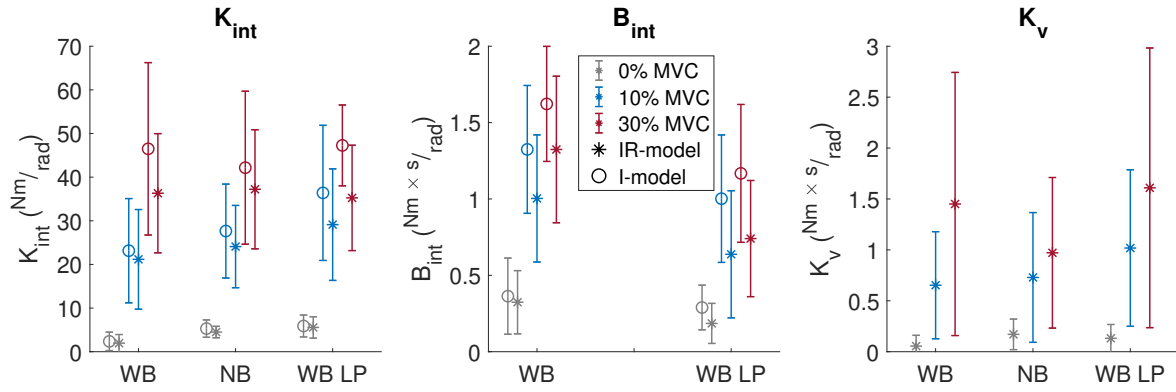 K_int
K_int (Nm/rad)
70
60
50
40
30
20
10
0
WB NB WB LP
B_int
B_int (Nm × s/rad)
2
1.5
1
0.5
0
0% MVC
10% MVC
30% MVC
IR-model
I-model
WB WB LP
K_v
K_v (Nm × s/rad)
3
2.5
2
1.5
1
0.5
0
WB NB WB LP